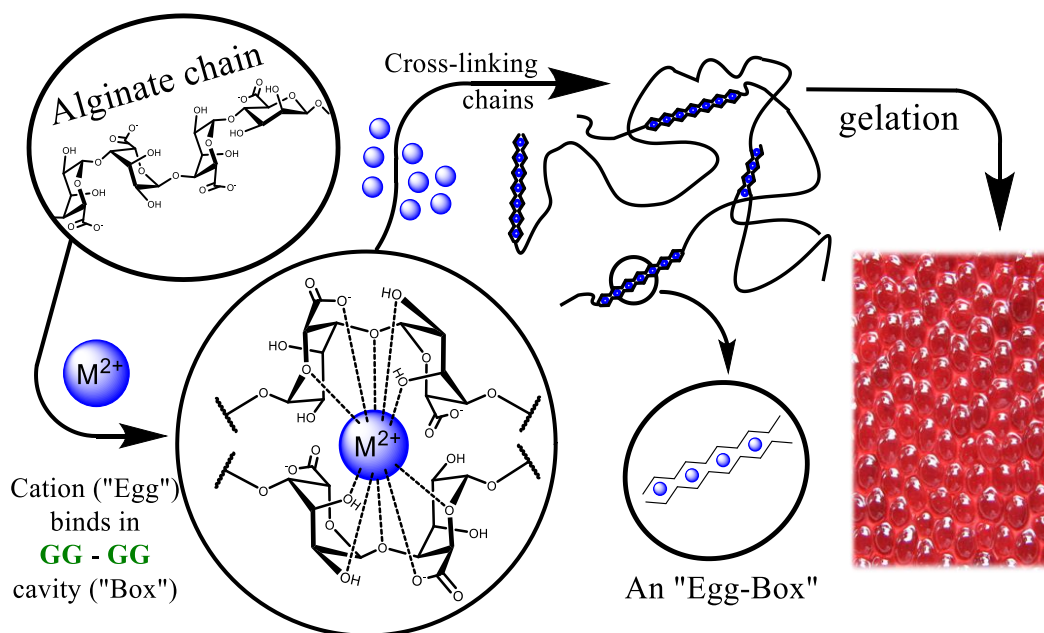 Alginate chain
Cross-linking
chains
gelation
M2+
Cation ("Egg")
binds in
GG - GG
cavity ("Box")
M2+
An "Egg-Box"